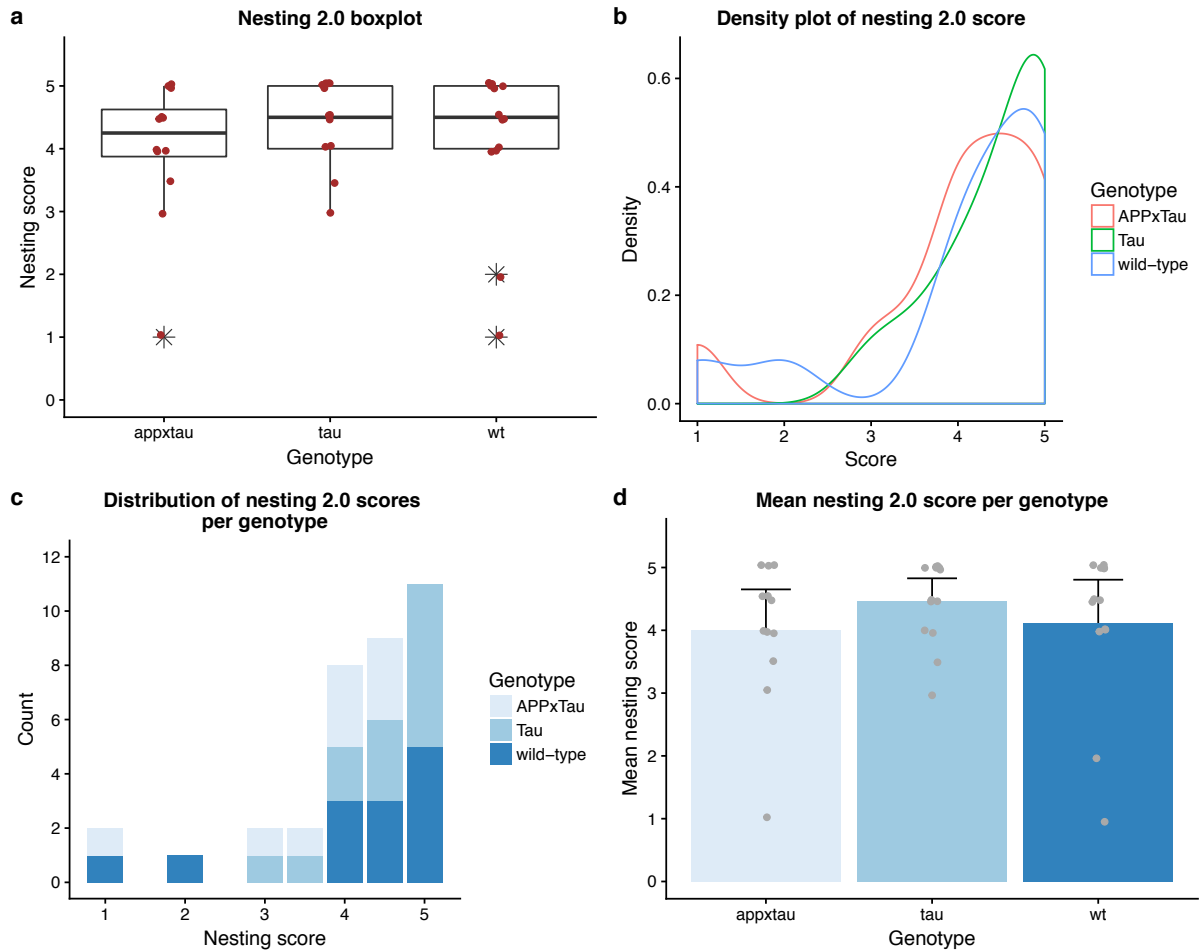 a
Nesting 2.0 boxplot
Nesting score
5
4
3
2
1
0
appxtau
tau
wt
Genotype
b
Density plot of nesting 2.0 score
Density
0.6
0.4
0.2
0.0
1
2
3
4
5
Score
Genotype
APPxTau
Tau
wild−type
c
Distribution of nesting 2.0 scores
per genotype
Count
12
10
8
6
4
2
0
1
2
3
4
5
Nesting score
Genotype
APPxTau
Tau
wild−type
d
Mean nesting 2.0 score per genotype
Mean nesting score
5
4
3
2
1
0
appxtau
tau
wt
Genotype